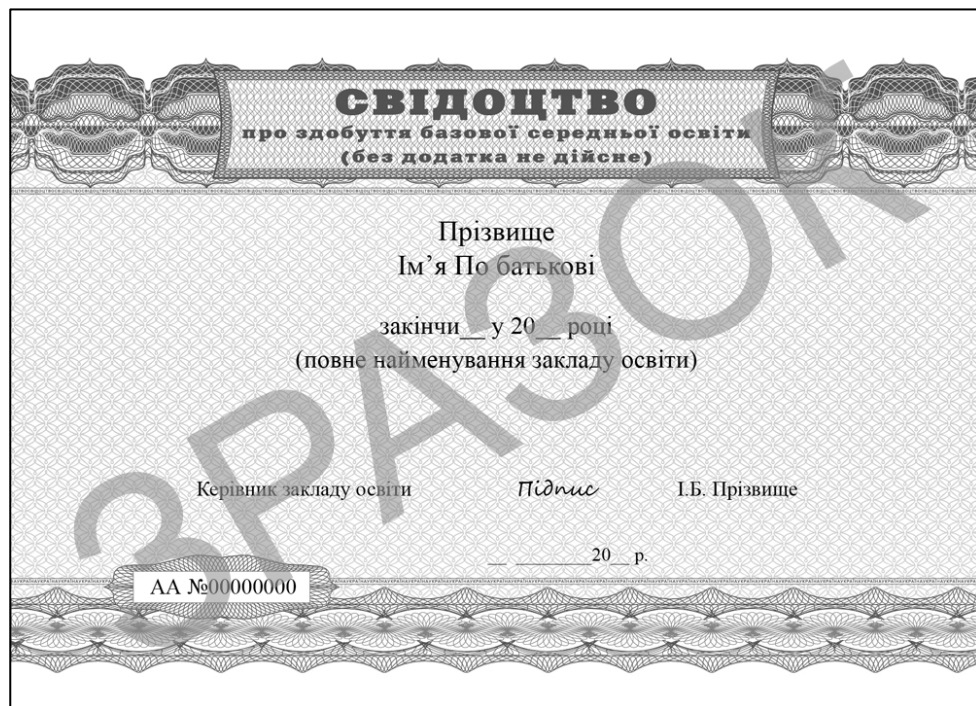 СВІДОЦТВО
про здобуття базової середньої освіти
(без додатка не дійсне)
Прізвище
Ім’я По батькові
закінчи__ у 20__ році
(повне найменування закладу освіти)
ЗРАЗОК
Керівник закладу освіти Підпис І.Б. Прізвище
__ ________20__ р.
АА №00000000